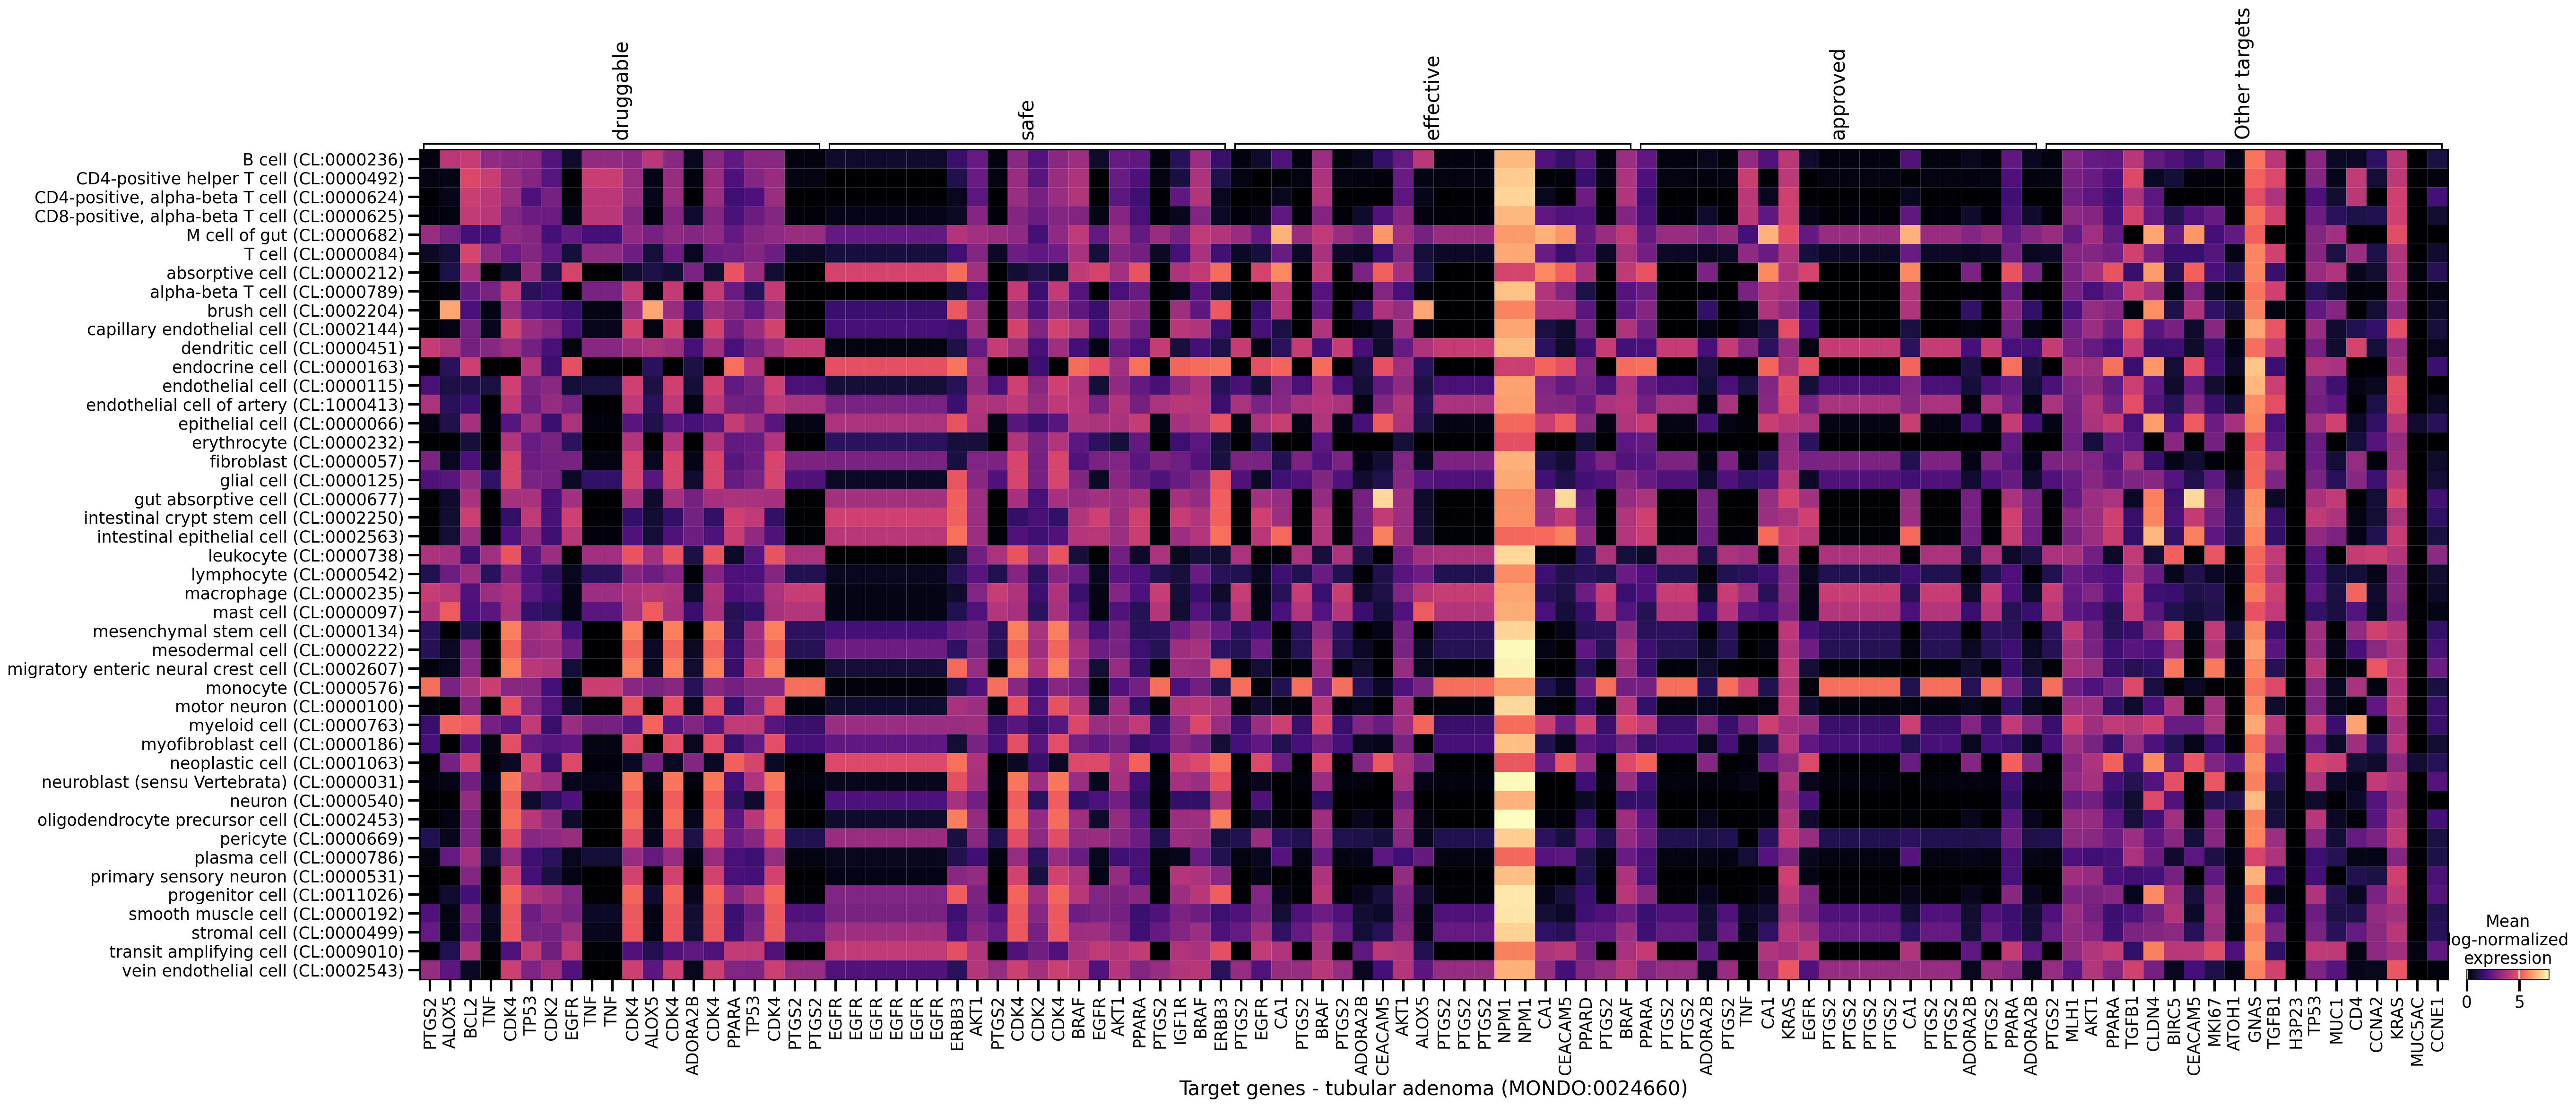 druggable
safe
effective
approved
Other targets
B cell (CL:0000236)
CD4-positive helper T cell (CL:0000492)
CD4-positive, alpha-beta T cell (CL:0000624)
CD8-positive, alpha-beta T cell (CL:0000625)
M cell of gut (CL:0000682)
T cell (CL:0000084)
absorptive cell (CL:0000212)
alpha-beta T cell (CL:0000789)
brush cell (CL:0002204)
capillary endothelial cell (CL:0002144)
dendritic cell (CL:0000451)
endocrine cell (CL:0000163)
endothelial cell (CL:0000115)
endothelial cell of artery (CL:1000413)
epithelial cell (CL:0000066)
erythrocyte (CL:0000232)
fibroblast (CL:0000057)
glial cell (CL:0000125)
gut absorptive cell (CL:0000677)
intestinal crypt stem cell (CL:0002250)
intestinal epithelial cell (CL:0002563)
leukocyte (CL:0000738)
lymphocyte (CL:0000542)
macrophage (CL:0000235)
mast cell (CL:0000097)
mesenchymal stem cell (CL:0000134)
mesodermal cell (CL:0000222)
migratory enteric neural crest cell (CL:0002607)
monocyte (CL:0000576)
motor neuron (CL:0000100)
myeloid cell (CL:0000763)
myofibroblast cell (CL:0000186)
neoplastic cell (CL:0001063)
neuroblast (sensu Vertebrata) (CL:0000031)
neuron (CL:0000540)
oligodendrocyte precursor cell (CL:0002453)
pericyte (CL:0000669)
plasma cell (CL:0000786)
primary sensory neuron (CL:0000531)
progenitor cell (CL:0011026)
smooth muscle cell (CL:0000192)
stromal cell (CL:0000499)
transit amplifying cell (CL:0009010)
vein endothelial cell (CL:0002543)
PTGS2
ALOX5
BCL2
TNF
CDK4
TP53
CDK2
EGFR
TNF
TNF
CDK4
ALOX5
CDK4
ADORA2B
CDK4
PPARA
TP53
CDK4
PTGS2
PTGS2
EGFR
EGFR
EGFR
EGFR
EGFR
EGFR
ERBB3
AKT1
PTGS2
CDK4
CDK2
CDK4
BRAF
EGFR
AKT1
PPARA
PTGS2
IGF1R
BRAF
ERBB3
PTGS2
EGFR
CA1
PTGS2
BRAF
PTGS2
ADORA2B
CEACAM5
AKT1
ALOX5
PTGS2
PTGS2
PTGS2
NPM1
NPM1
CA1
CEACAM5
PPARD
PTGS2
BRAF
PPARA
PTGS2
PTGS2
ADORA2B
PTGS2
TNF
CA1
KRAS
EGFR
PTGS2
PTGS2
PTGS2
PTGS2
CA1
PTGS2
PTGS2
ADORA2B
PTGS2
PPARA
ADORA2B
PTGS2
MLH1
AKT1
PPARA
TGFB1
CLDN4
BIRC5
CEACAM5
MKI67
ATOH1
GNAS
TGFB1
H3P23
TP53
MUC1
CD4
CCNA2
KRAS
MUC5AC
CCNE1
Target genes - tubular adenoma (MONDO:0024660)
Mean
log-normalized
expression
0
5